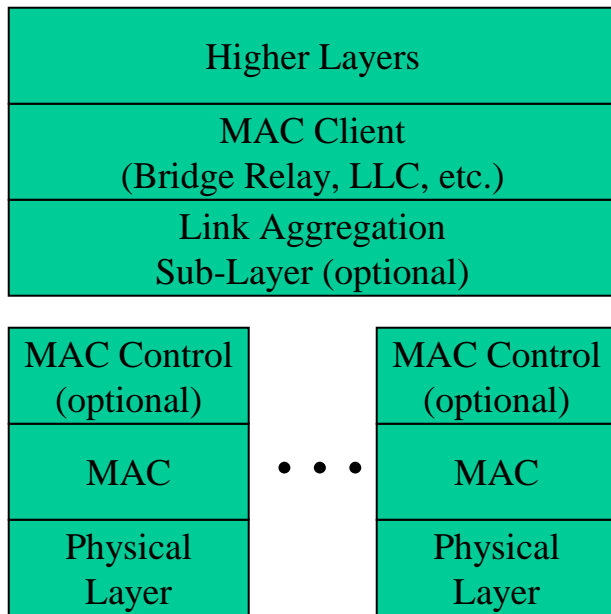 Higher Layers
MAC Client
(Bridge Relay, LLC, etc.)
Link Aggregation
Sub-Layer (optional)
MAC Control
(optional)
MAC
Physical
Layer
• • •
MAC Control
(optional)
MAC
Physical
Layer